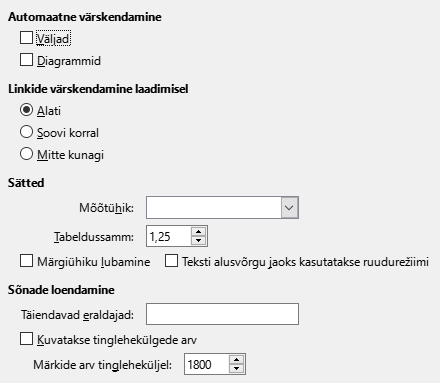 Automaatne värskendamine
Väljad
Diagrammid
Linkide värskendamine laadimisel
Alati
Soovi korral
Mitte kunagi
Sätted
Mõõtühik:
Tabeldussamm: 1,25
Märgiühiku lubamine Teksti alusvõrgu jaoks kasutatakse ruudurežiimi
Sõnade loendamine
Täiendavad eraldajad:
Kuvatakse tinglehekülgede arv
Märkide arv tingleheküljel: 1800